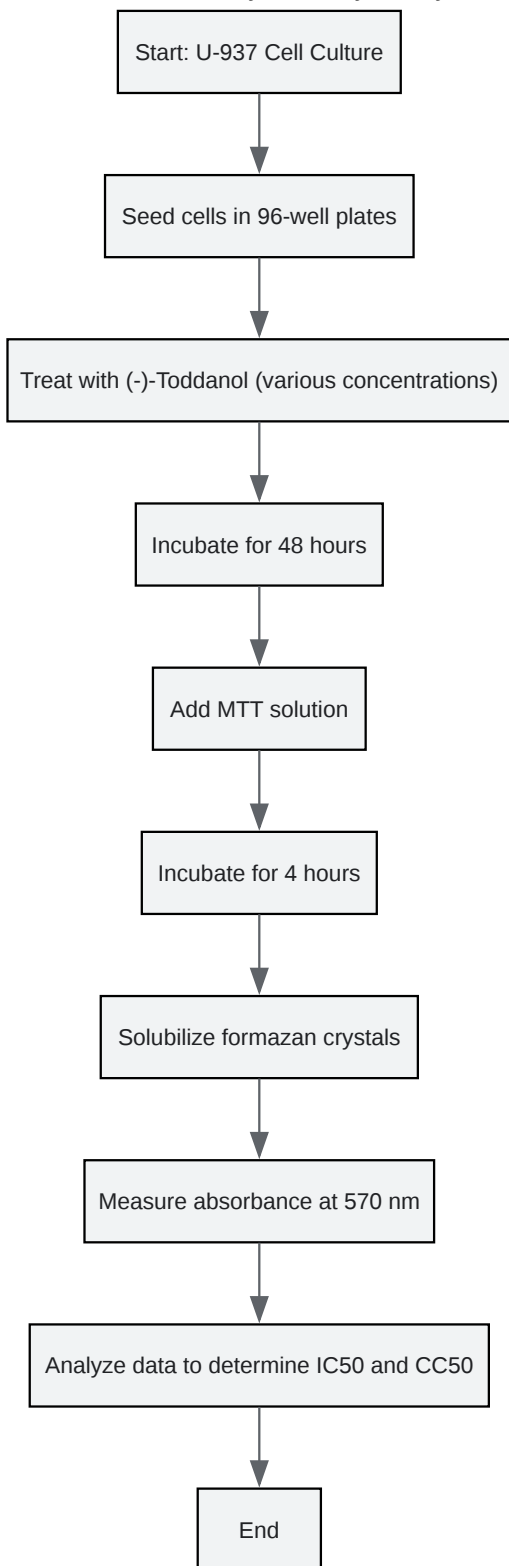 Start: U-937 Cell Culture
Seed cells in 96-well plates
Treat with (-)-Toddanol (various concentrations)
Incubate for 48 hours
Add MTT solution
Incubate for 4 hours
Solubilize formazan crystals
Measure absorbance at 570 nm
Analyze data to determine IC50 and CC50
End